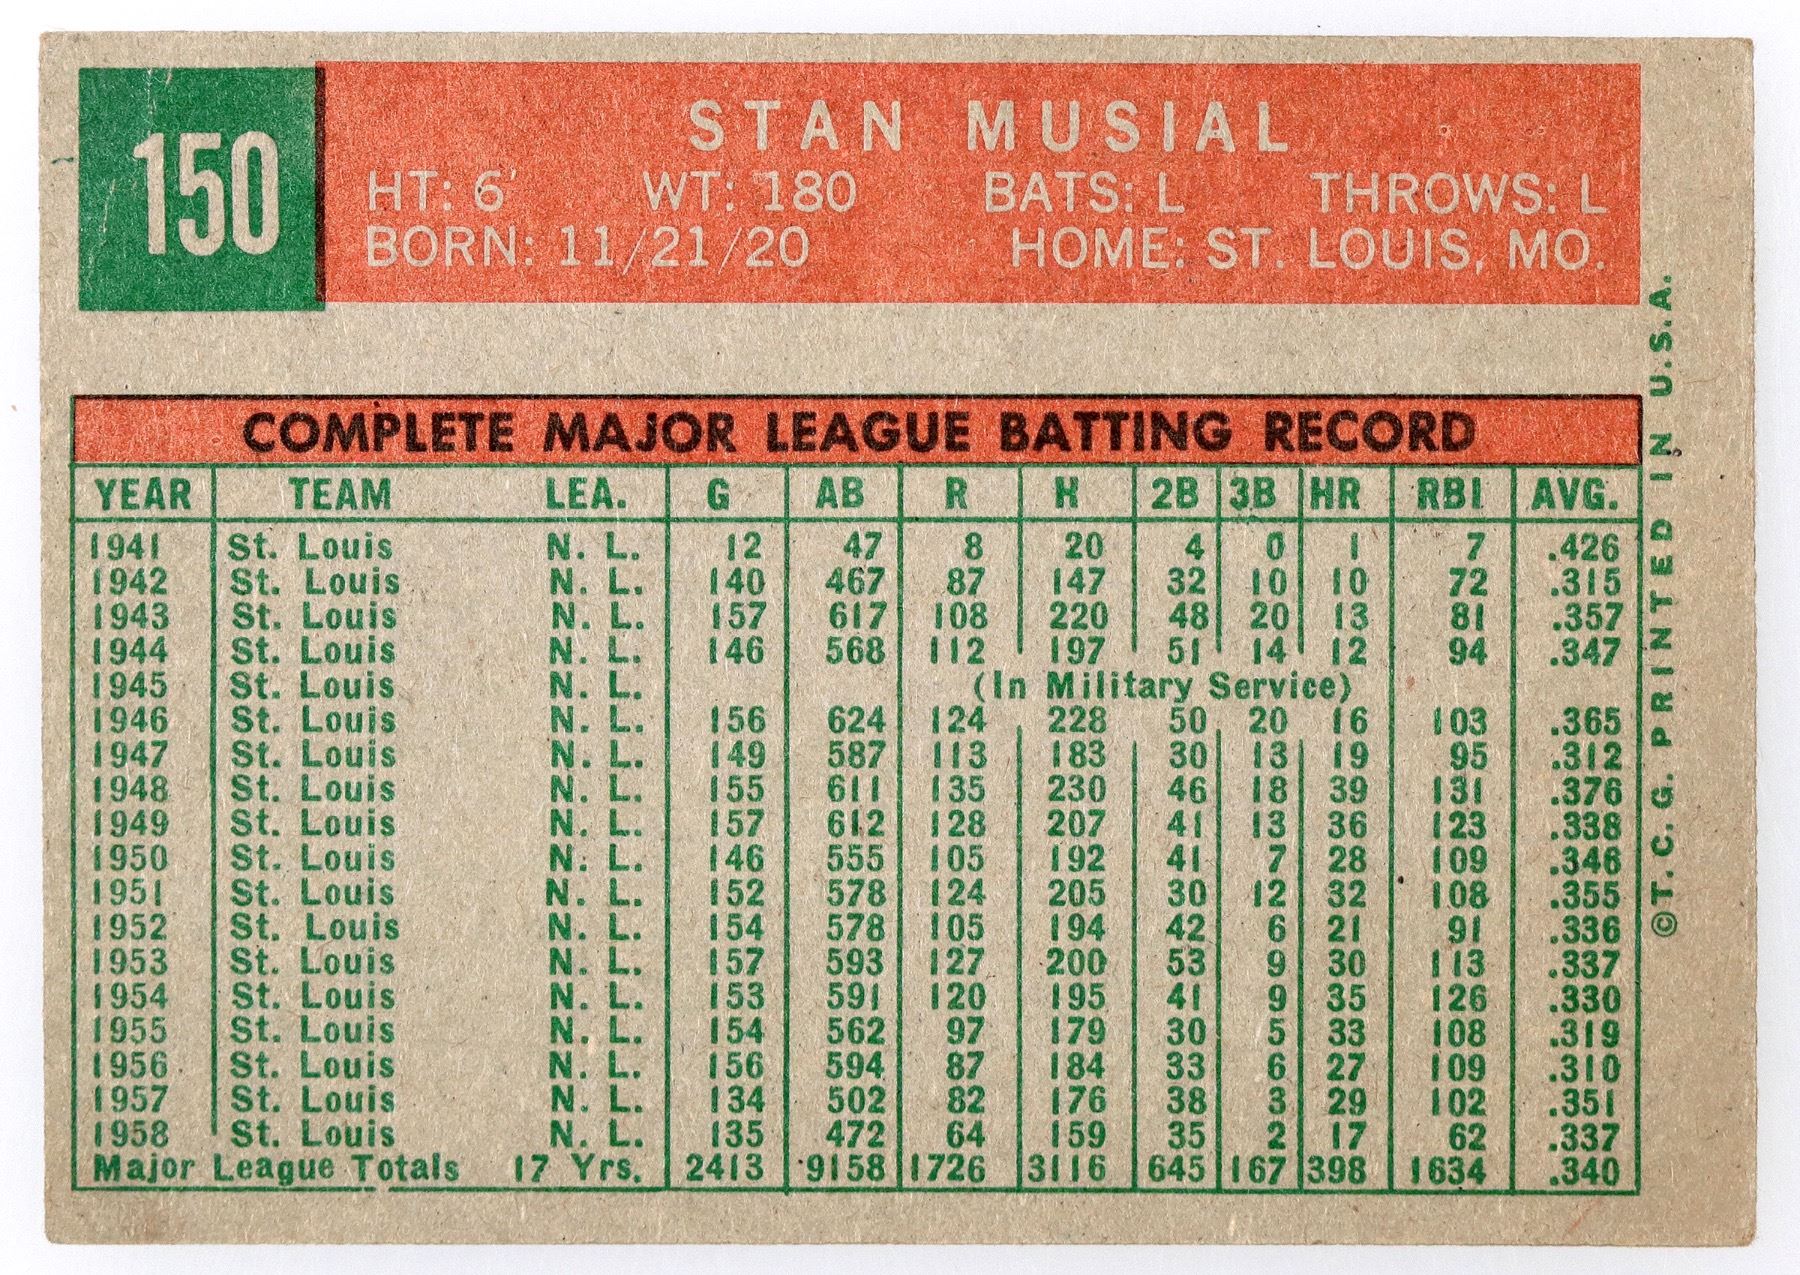 150
STAN MUSIAL
HT: 6' WT: 180 BATS: L THROWS: L
BORN: 11/21/20 HOME: ST. LOUIS, MO.
COMPLETE MAJOR LEAGUE BATTING RECORD
YEAR TEAM LEA. G AB R H 2B 3B HR RBI AVG.
1941 St. Louis N. L. 12 47 8 20 4 0 1 7 .426
1942 St. Louis N. L. 140 467 87 147 32 10 10 72 .315
1943 St. Louis N. L. 157 617 108 220 48 20 13 81 .357
1944 St. Louis N. L. 146 568 112 197 51 14 12 94 .347
1945 St. Louis N. L. (In Military Service)
1946 St. Louis N. L. 156 624 124 228 50 20 16 103 .365
1947 St. Louis N. L. 149 587 113 183 30 13 19 95 .312
1948 St. Louis N. L. 155 611 135 230 46 18 39 131 .376
1949 St. Louis N. L. 157 612 128 207 41 13 36 123 .338
1950 St. Louis N. L. 146 555 105 192 41 7 28 109 .346
1951 St. Louis N. L. 152 578 124 205 30 12 32 108 .355
1952 St. Louis N. L. 154 578 105 194 42 6 21 91 .336
1953 St. Louis N. L. 157 593 127 200 53 9 30 113 .337
1954 St. Louis N. L. 153 591 120 195 41 9 35 126 .330
1955 St. Louis N. L. 154 562 97 179 30 5 33 108 .319
1956 St. Louis N. L. 156 594 87 184 33 6 27 109 .310
1957 St. Louis N. L. 134 502 82 176 38 3 29 102 .351
1958 St. Louis N. L. 135 472 64 159 35 2 17 62 .337
Major League Totals 17 Yrs. 2413 9158 1726 3116 645 167 398 1634 .340
©T. C. G. PRINTED IN U.S.A.